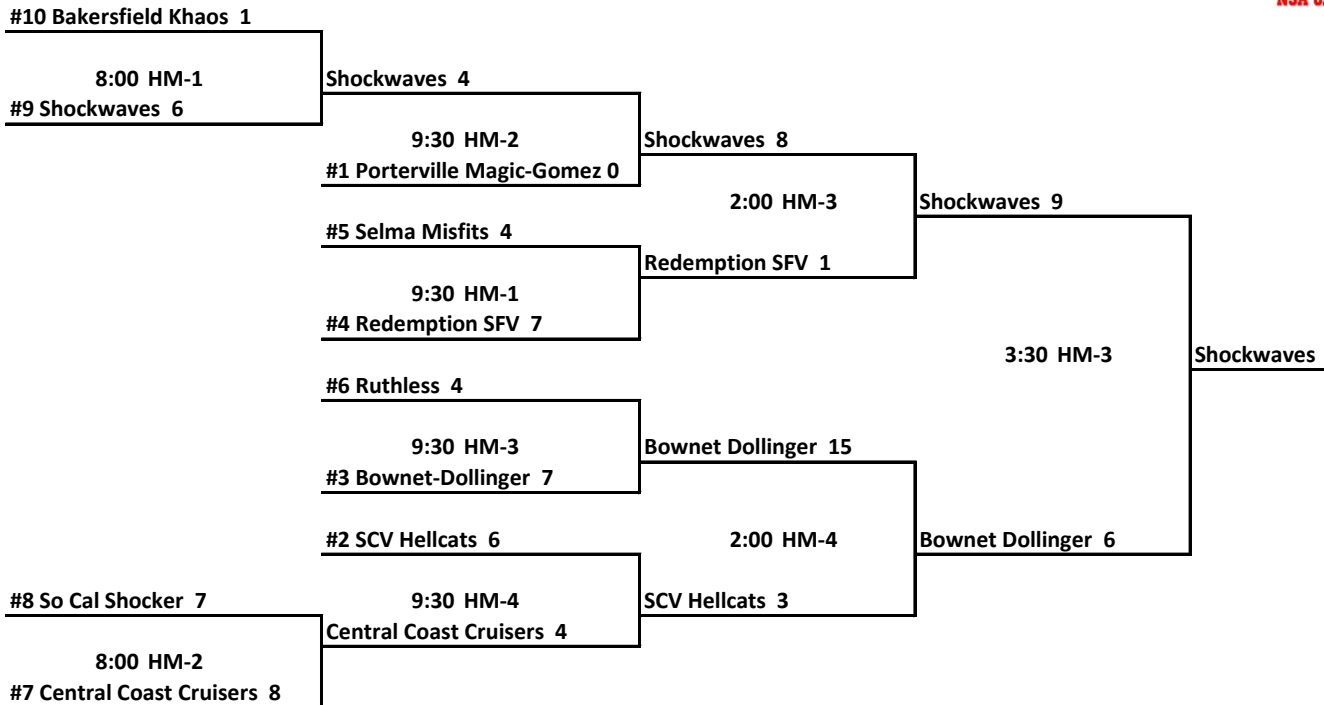 #10 Bakersfield Khaos 1
8:00 HM-1
#9 Shockwaves 6
Shockwaves 4
9:30 HM-2
#1 Porterville Magic-Gomez 0
Shockwaves 8
2:00 HM-3
Shockwaves 9
#5 Selma Misfits 4
Redemption SFV 1
9:30 HM-1
#4 Redemption SFV 7
3:30 HM-3
Shockwaves
#6 Ruthless 4
9:30 HM-3
Bownet Dollinger 15
#3 Bownet-Dollinger 7
#2 SCV Hellcats 6
2:00 HM-4
Bownet Dollinger 6
#8 So Cal Shocker 7
9:30 HM-4
SCV Hellcats 3
Central Coast Cruisers 4
8:00 HM-2
#7 Central Coast Cruisers 8